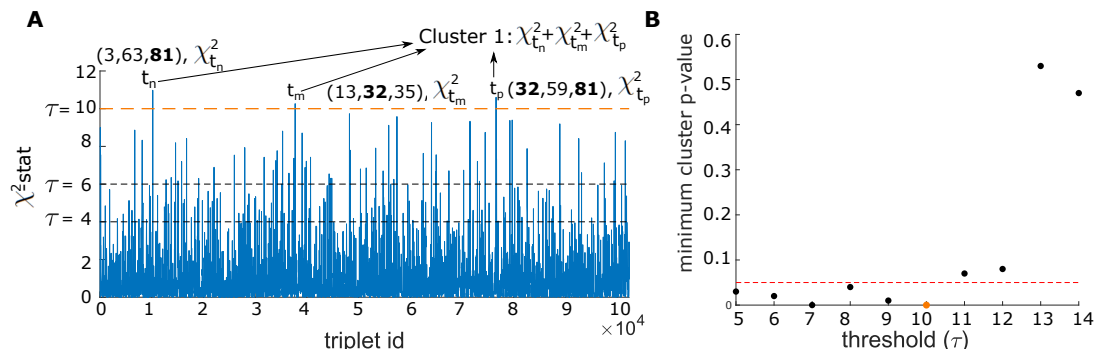 A
(3,63,81), χ²tₙ
tₙ
Cluster 1: χ²tₙ+χ²tₘ+χ²tₚ
tₘ (13,32,35), χ²tₘ
tₚ (32,59,81), χ²tₚ
12
τ= 10
8
τ= 6
τ= 4
2
0
χ²-stat
0 1 2 3 4 5 6 7 8 9 10
×10⁴
triplet id
B
0.6
0.5
0.4
0.3
0.2
0.1
0
minimum cluster p-value
5 6 7 8 9 10 11 12 13 14
threshold (τ)